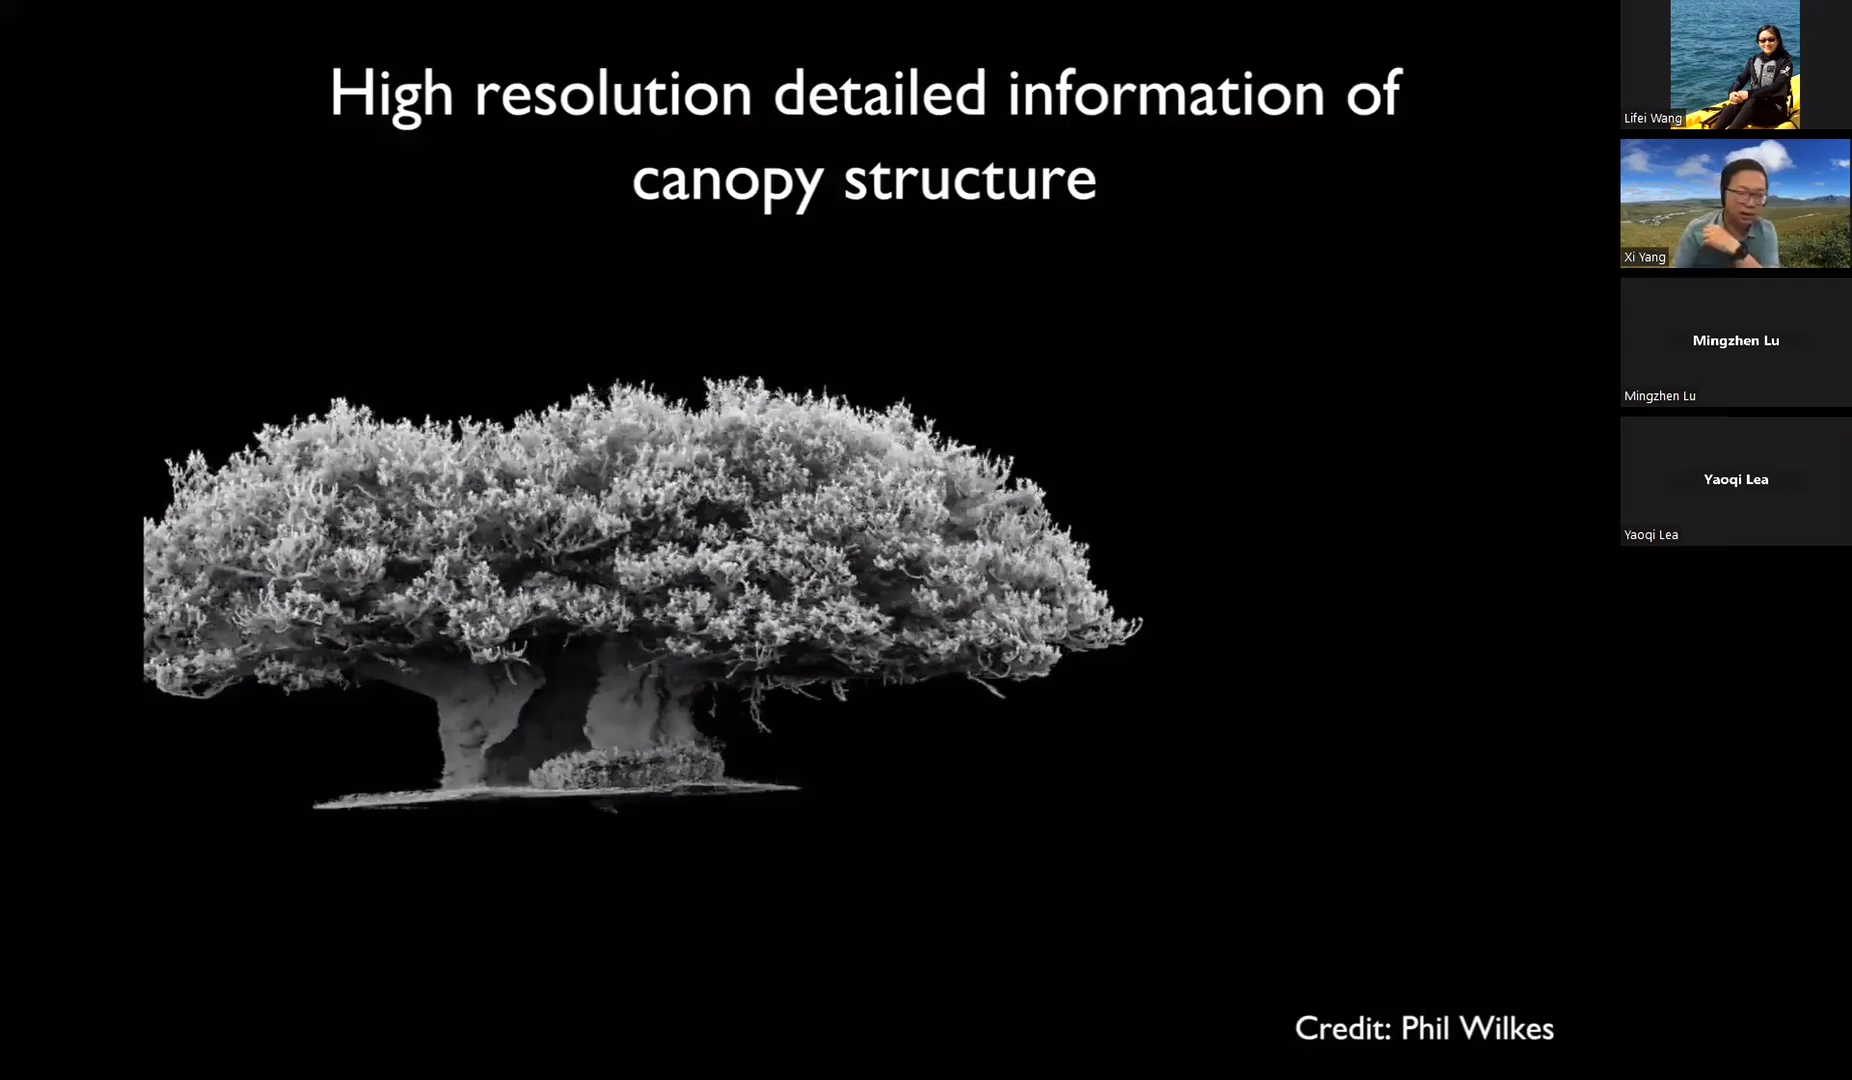 High resolution detailed information of
canopy structure
Credit: Phil Wilkes
Lifei Wang
Xi Yang
Mingzhen Lu
Mingzhen Lu
Yaoqi Lea
Yaoqi Lea